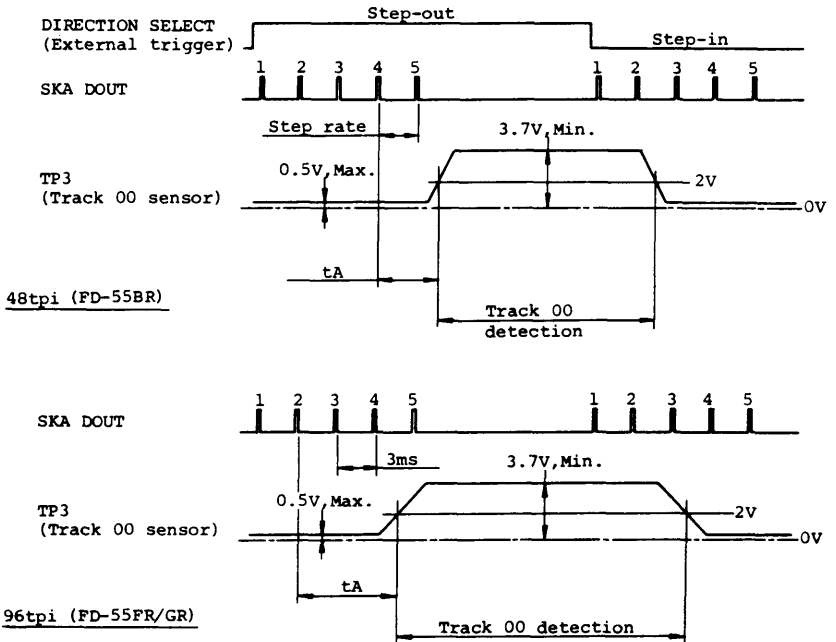 Step-out
DIRECTION SELECT
(External trigger)
Step-in
1 2 3 4 5 1 2 3 4 5
SKA DOUT
Step rate
3.7V, Min.
0.5V, Max.
TP3
(Track 00 sensor)
2V
0V
tA
48tpi (FD-55BR)
Track 00
detection
1 2 3 4 5 1 2 3 4 5
SKA DOUT
3ms
3.7V, Min.
0.5V, Max.
TP3
(Track 00 sensor)
2V
0V
tA
96tpi (FD-55FR/GR)
Track 00 detection